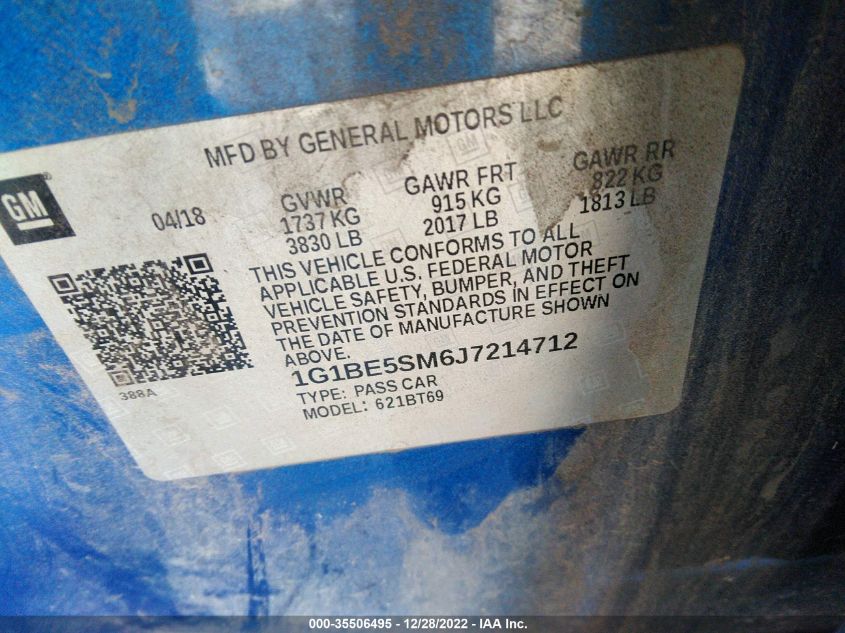 MFD BY GENERAL MOTORS LLC
GM
04/18
GVWR
1737 KG
3830 LB
GAWR FRT
915 KG
2017 LB
GAWR RR
822 KG
1813 LB
THIS VEHICLE CONFORMS TO ALL
APPLICABLE U.S. FEDERAL MOTOR
VEHICLE SAFETY, BUMPER, AND THEFT
PREVENTION STANDARDS IN EFFECT ON
THE DATE OF MANUFACTURE SHOWN
ABOVE.
1G1BE5SM6J7214712
TYPE: PASS CAR
MODEL: 621BT69
388A
000-35506495 - 12/28/2022 - IAA Inc.